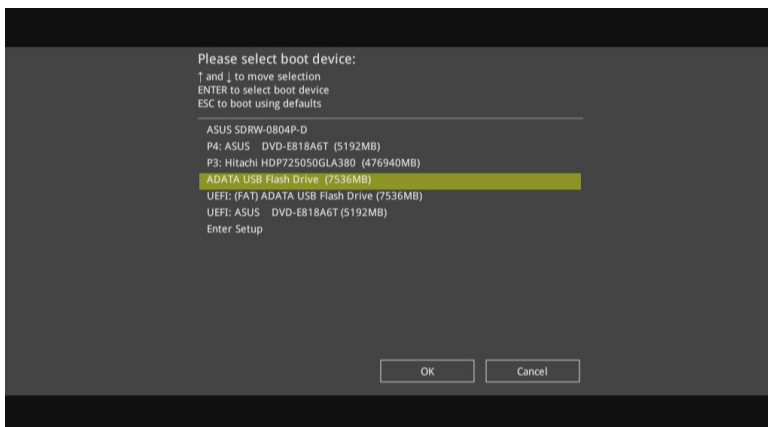 Please select boot device:
↑ and ↓ to move selection
ENTER to select boot device
ESC to boot using defaults
ASUS SDRW-0804P-D
P4: ASUS DVD-E818A6T (5192MB)
P3: Hitachi HDP725050GLA380 (476940MB)
ADATA USB Flash Drive (7536MB)
UEFI: (FAT) ADATA USB Flash Drive (7536MB)
UEFI: ASUS DVD-E818A6T (5192MB)
Enter Setup
OK Cancel